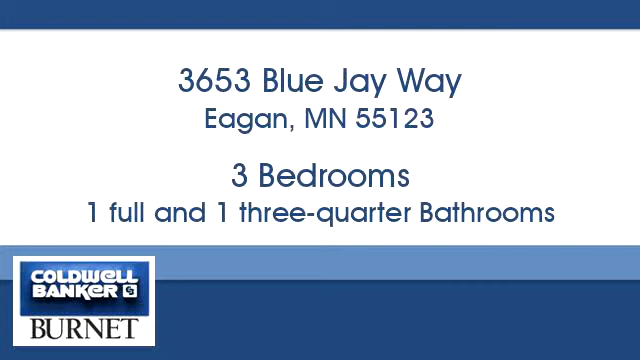 3653 Blue Jay Way
Eagan, MN 55123
3 Bedrooms
1 full and 1 three-quarter Bathrooms
COLDWELL
BANKER CB
BURNET